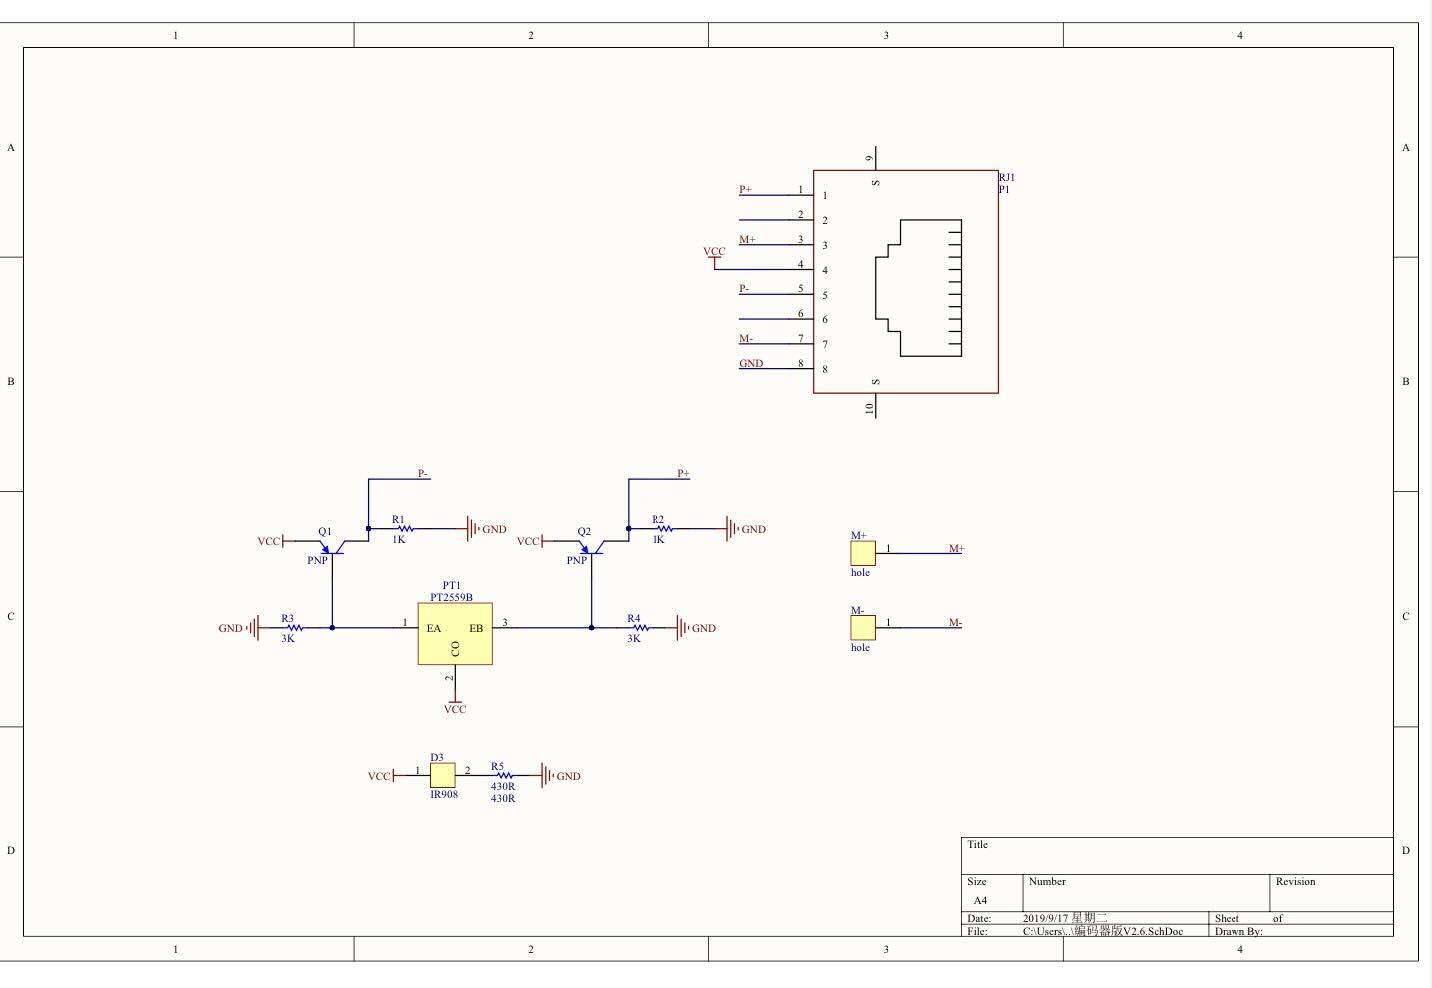 1 2 3 4
A A
9
S
RJ1
P1
P+ 1 1
2 2
M+ 3 3
VCC
4 4
P- 5 5
6 6
M- 7 7
GND 8 8
S
10
B B
P- P+
Q1 R1 GND Q2 R2 GND
VCC 1K VCC 1K
PNP PNP
M+
1 M+
hole
PT1
PT2559B
C C
GND R3 1 EA EB 3 R4 GND
3K 3K
CO
2
VCC
M-
1 M-
hole
D3
VCC 1 2 R5 GND
IR908 430R
430R
D D
Title
Size Number Revision
A4
Date: 2019/9/17 星期二 Sheet of
File: C:\Users\..\编码器版V2.6.SchDoc Drawn By:
1 2 3 4